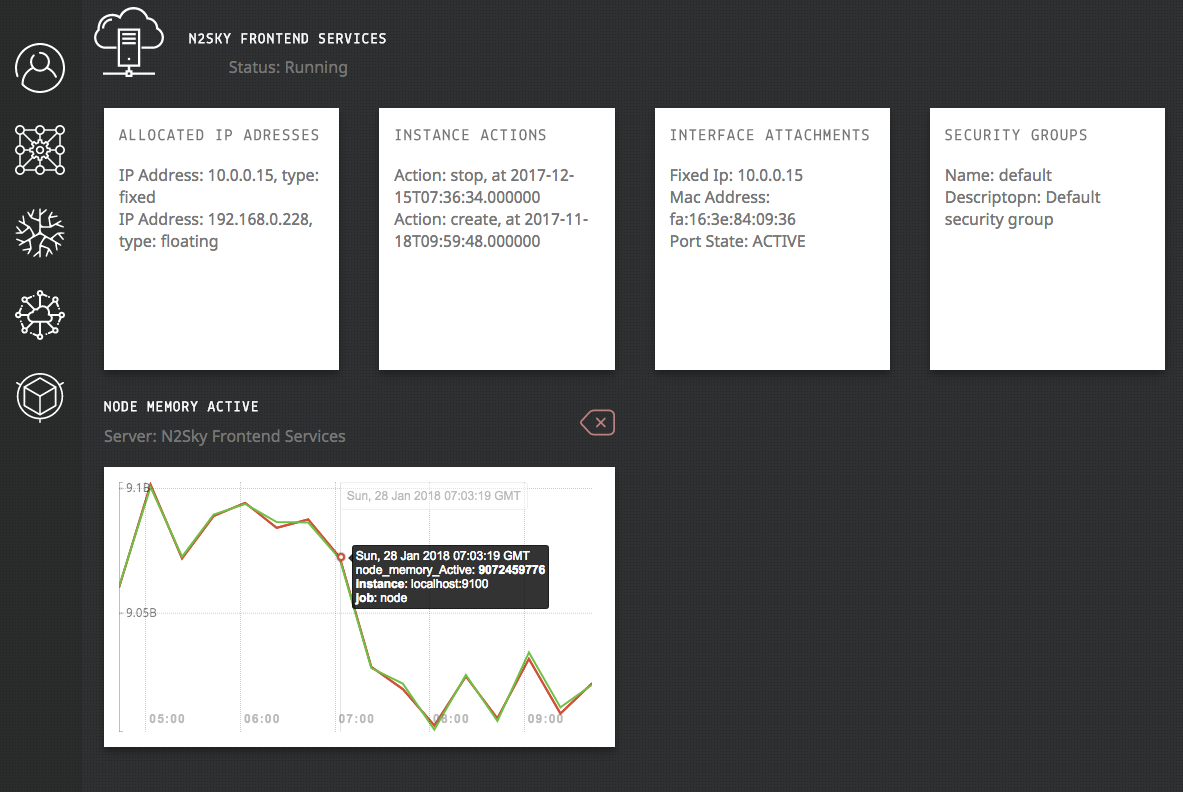 N2SKY FRONTEND SERVICES
Status: Running
ALLOCATED IP ADRESSES
IP Address: 10.0.0.15, type:
fixed
IP Address: 192.168.0.228,
type: floating
INSTANCE ACTIONS
Action: stop, at 2017-12-
15T07:36:34.000000
Action: create, at 2017-11-
18T09:59:48.000000
INTERFACE ATTACHMENTS
Fixed Ip: 10.0.0.15
Mac Address:
fa:16:3e:84:09:36
Port State: ACTIVE
SECURITY GROUPS
Name: default
Descriptopn: Default
security group
NODE MEMORY ACTIVE
Server: N2Sky Frontend Services
9.1B
Sun, 28 Jan 2018 07:03:19 GMT
Sun, 28 Jan 2018 07:03:19 GMT
node_memory_Active: 9072459776
instance: localhost:9100
job: node
9.05B
05:00 06:00 07:00 08:00 09:00